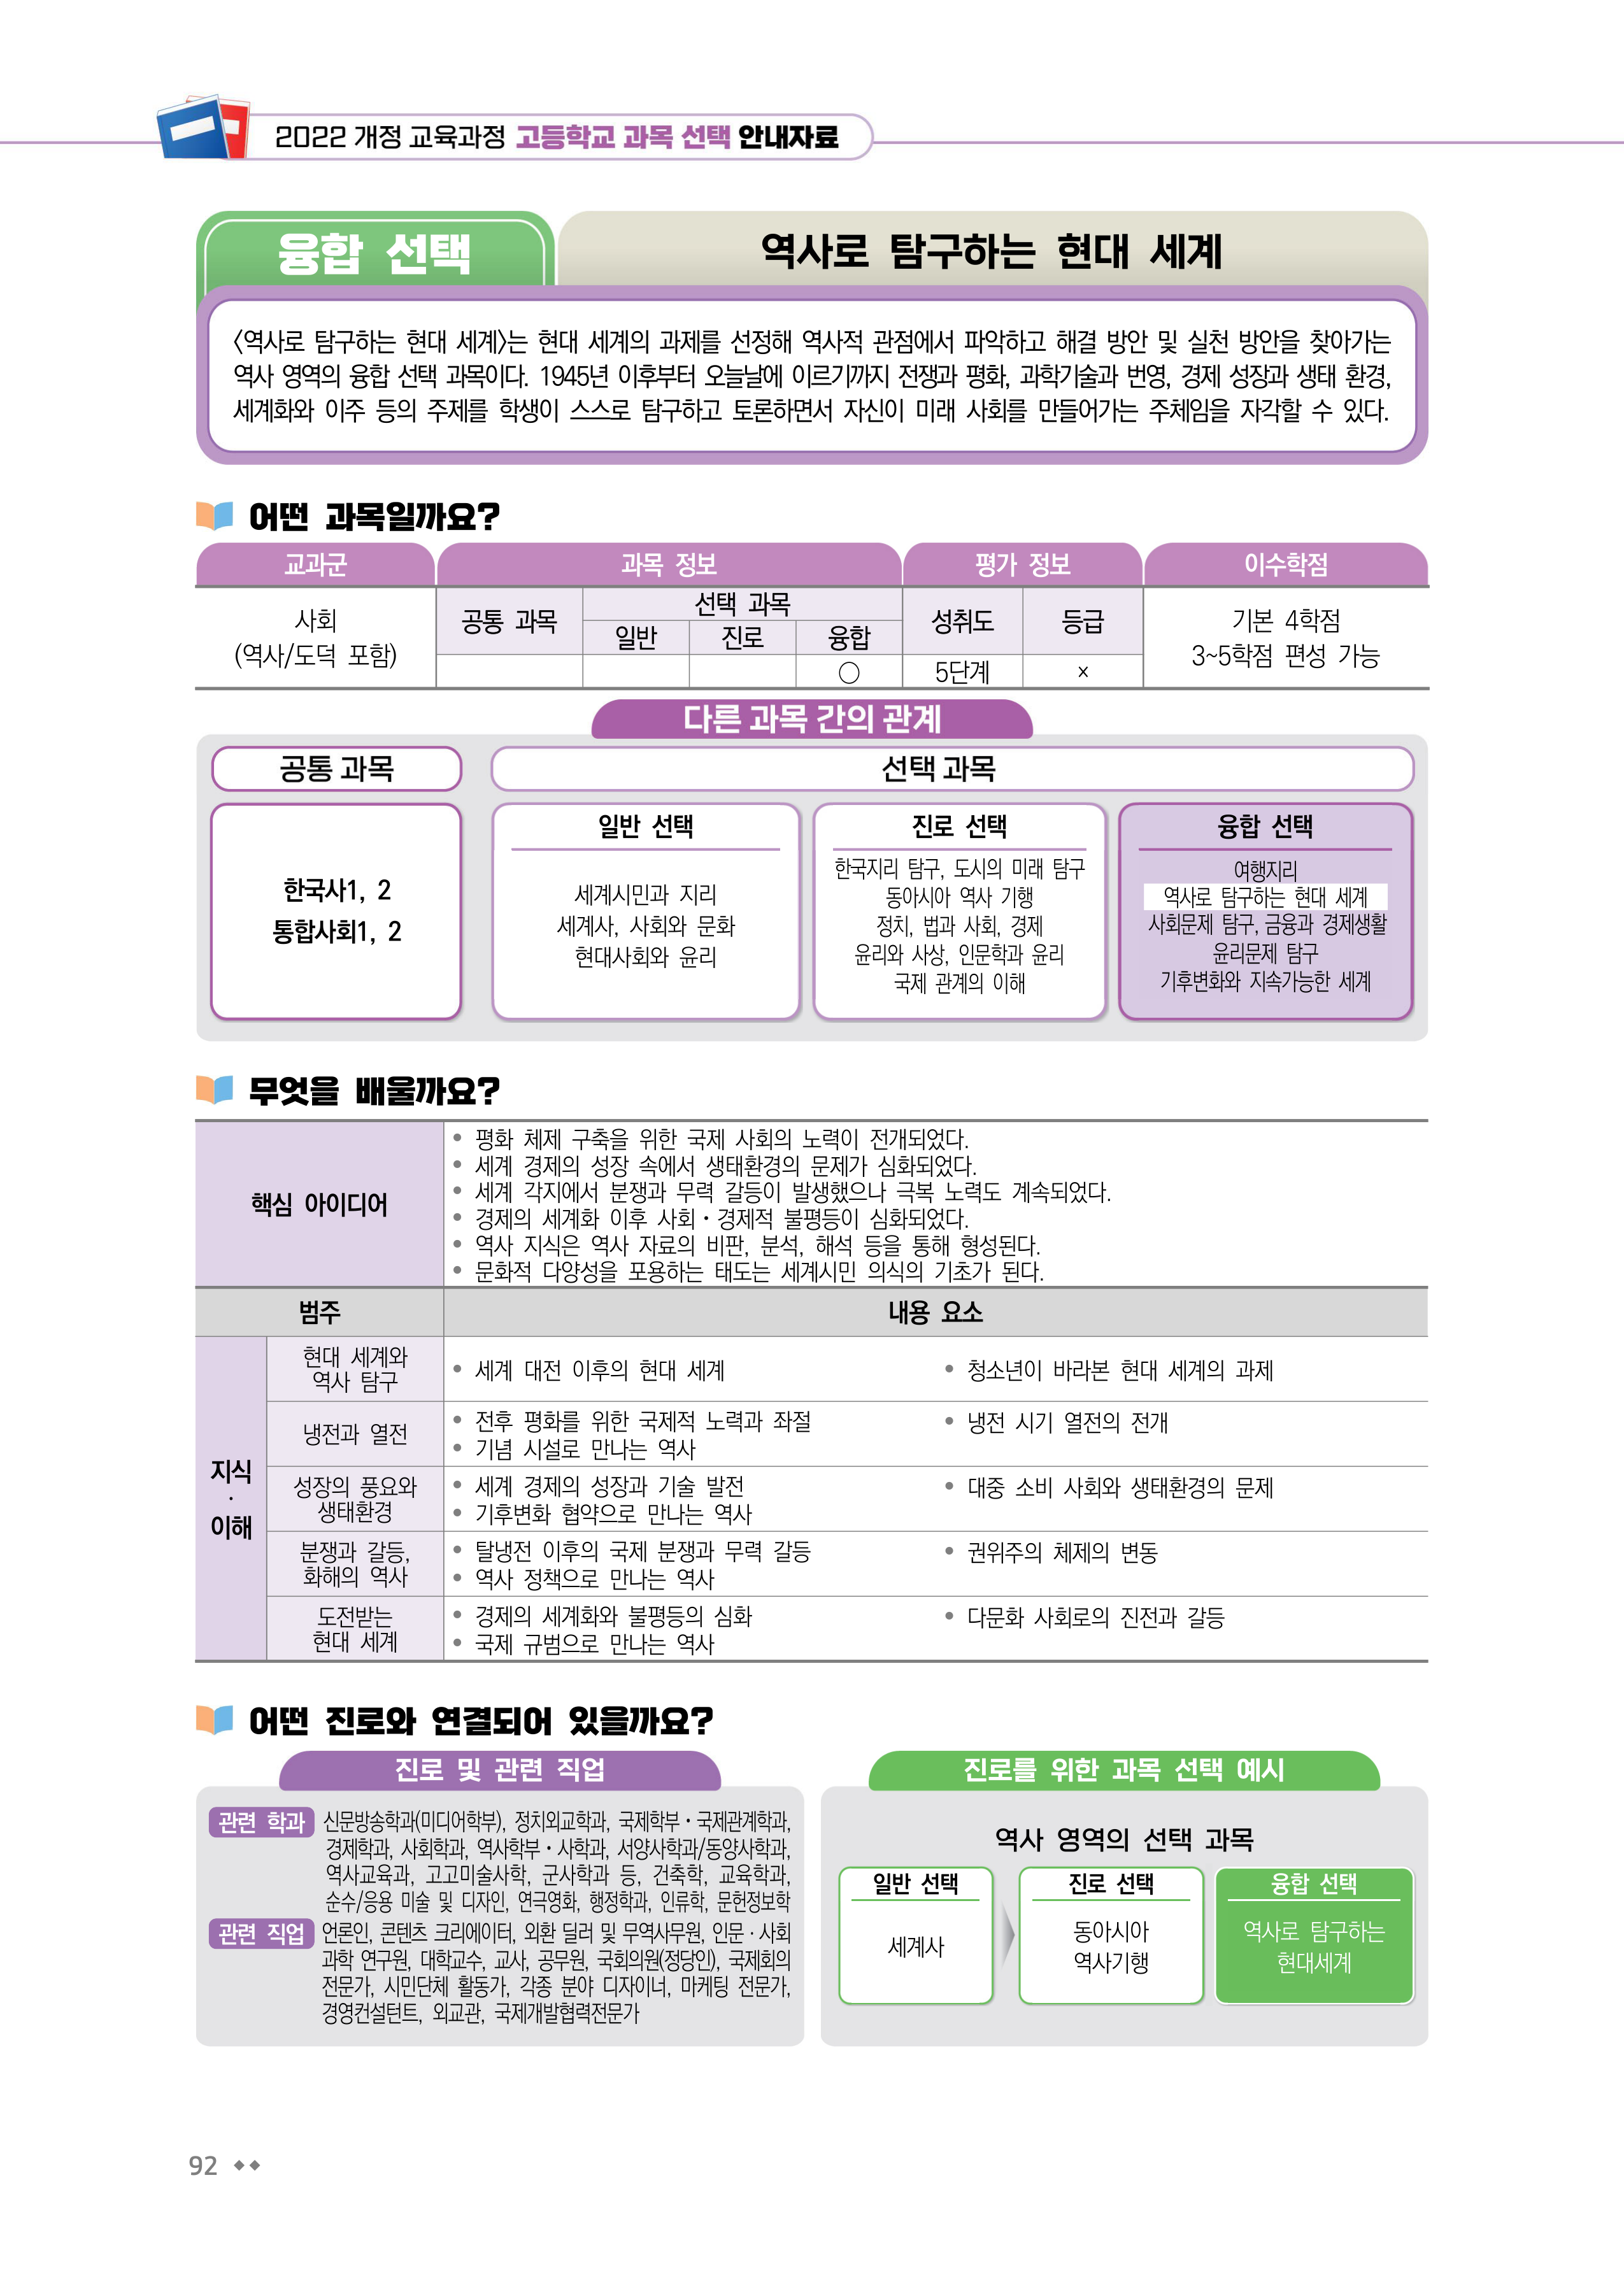 2022 개정 교육과정 고등학교 과목 선택 안내자료
융합 선택
역사로 탐구하는 현대 세계
〈역사로 탐구하는 현대 세계〉는 현대 세계의 과제를 선정해 역사적 관점에서 파악하고 해결 방안 및 실천 방안을 찾아가는
역사 영역의 융합 선택 과목이다. 1945년 이후부터 오늘날에 이르기까지 전쟁과 평화, 과학기술과 번영, 경제 성장과 생태 환경,
세계화와 이주 등의 주제를 학생이 스스로 탐구하고 토론하면서 자신이 미래 사회를 만들어가는 주체임을 자각할 수 있다.
어떤 과목일까요?
교과군 과목 정보 평가 정보 이수학점
사회
(역사/도덕 포함)
공통 과목
선택 과목
일반 진로 융합
○
성취도 등급
5단계 ×
기본 4학점
3~5학점 편성 가능
다른 과목 간의 관계
공통 과목
한국사1, 2
통합사회1, 2
선택 과목
일반 선택
세계시민과 지리
세계사, 사회와 문화
현대사회와 윤리
진로 선택
한국지리 탐구, 도시의 미래 탐구
동아시아 역사 기행
정치, 법과 사회, 경제
윤리와 사상, 인문학과 윤리
국제 관계의 이해
융합 선택
여행지리
역사로 탐구하는 현대 세계
사회문제 탐구, 금융과 경제생활
윤리문제 탐구
기후변화와 지속가능한 세계
무엇을 배울까요?
핵심 아이디어
• 평화 체제 구축을 위한 국제 사회의 노력이 전개되었다.
• 세계 경제의 성장 속에서 생태환경의 문제가 심화되었다.
• 세계 각지에서 분쟁과 무력 갈등이 발생했으나 극복 노력도 계속되었다.
• 경제의 세계화 이후 사회·경제적 불평등이 심화되었다.
• 역사 지식은 역사 자료의 비판, 분석, 해석 등을 통해 형성된다.
• 문화적 다양성을 포용하는 태도는 세계시민 의식의 기초가 된다.
범주 내용 요소
지식
·
이해
현대 세계와
역사 탐구
• 세계 대전 이후의 현대 세계 • 청소년이 바라본 현대 세계의 과제
냉전과 열전
• 전후 평화를 위한 국제적 노력과 좌절 • 냉전 시기 열전의 전개
• 기념 시설로 만나는 역사
성장의 풍요와
생태환경
• 세계 경제의 성장과 기술 발전 • 대중 소비 사회와 생태환경의 문제
• 기후변화 협약으로 만나는 역사
분쟁과 갈등,
화해의 역사
• 탈냉전 이후의 국제 분쟁과 무력 갈등 • 권위주의 체제의 변동
• 역사 정책으로 만나는 역사
도전받는
현대 세계
• 경제의 세계화와 불평등의 심화 • 다문화 사회로의 진전과 갈등
• 국제 규범으로 만나는 역사
어떤 진로와 연결되어 있을까요?
진로 및 관련 직업
관련 학과 신문방송학과(미디어학부), 정치외교학과, 국제학부·국제관계학과,
경제학과, 사회학과, 역사학부·사학과, 서양사학과/동양사학과,
역사교육과, 고고미술사학, 군사학과 등, 건축학, 교육학과,
순수/응용 미술 및 디자인, 연극영화, 행정학과, 인류학, 문헌정보학
관련 직업 언론인, 콘텐츠 크리에이터, 외환 딜러 및 무역사무원, 인문·사회
과학 연구원, 대학교수, 교사, 공무원, 국회의원(정당인), 국제회의
전문가, 시민단체 활동가, 각종 분야 디자이너, 마케팅 전문가,
경영컨설턴트, 외교관, 국제개발협력전문가
진로를 위한 과목 선택 예시
역사 영역의 선택 과목
일반 선택
세계사
진로 선택
동아시아
역사기행
융합 선택
역사로 탐구하는
현대세계
92